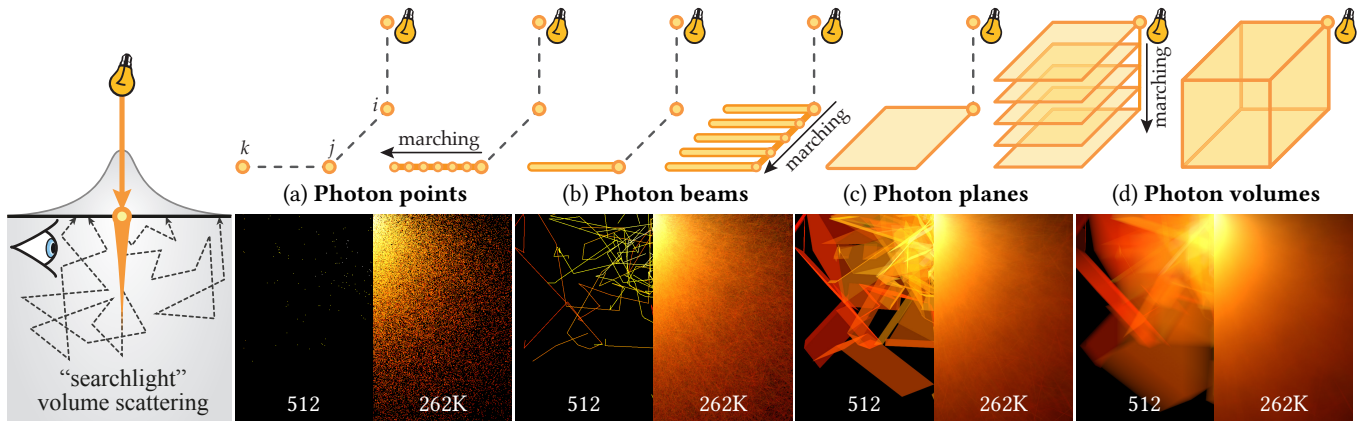 k
j
i
marching
marching
marching
(a) Photon points
(b) Photon beams
(c) Photon planes
(d) Photon volumes
“searchlight”
volume scattering
512
262K
512
262K
512
262K
512
262K